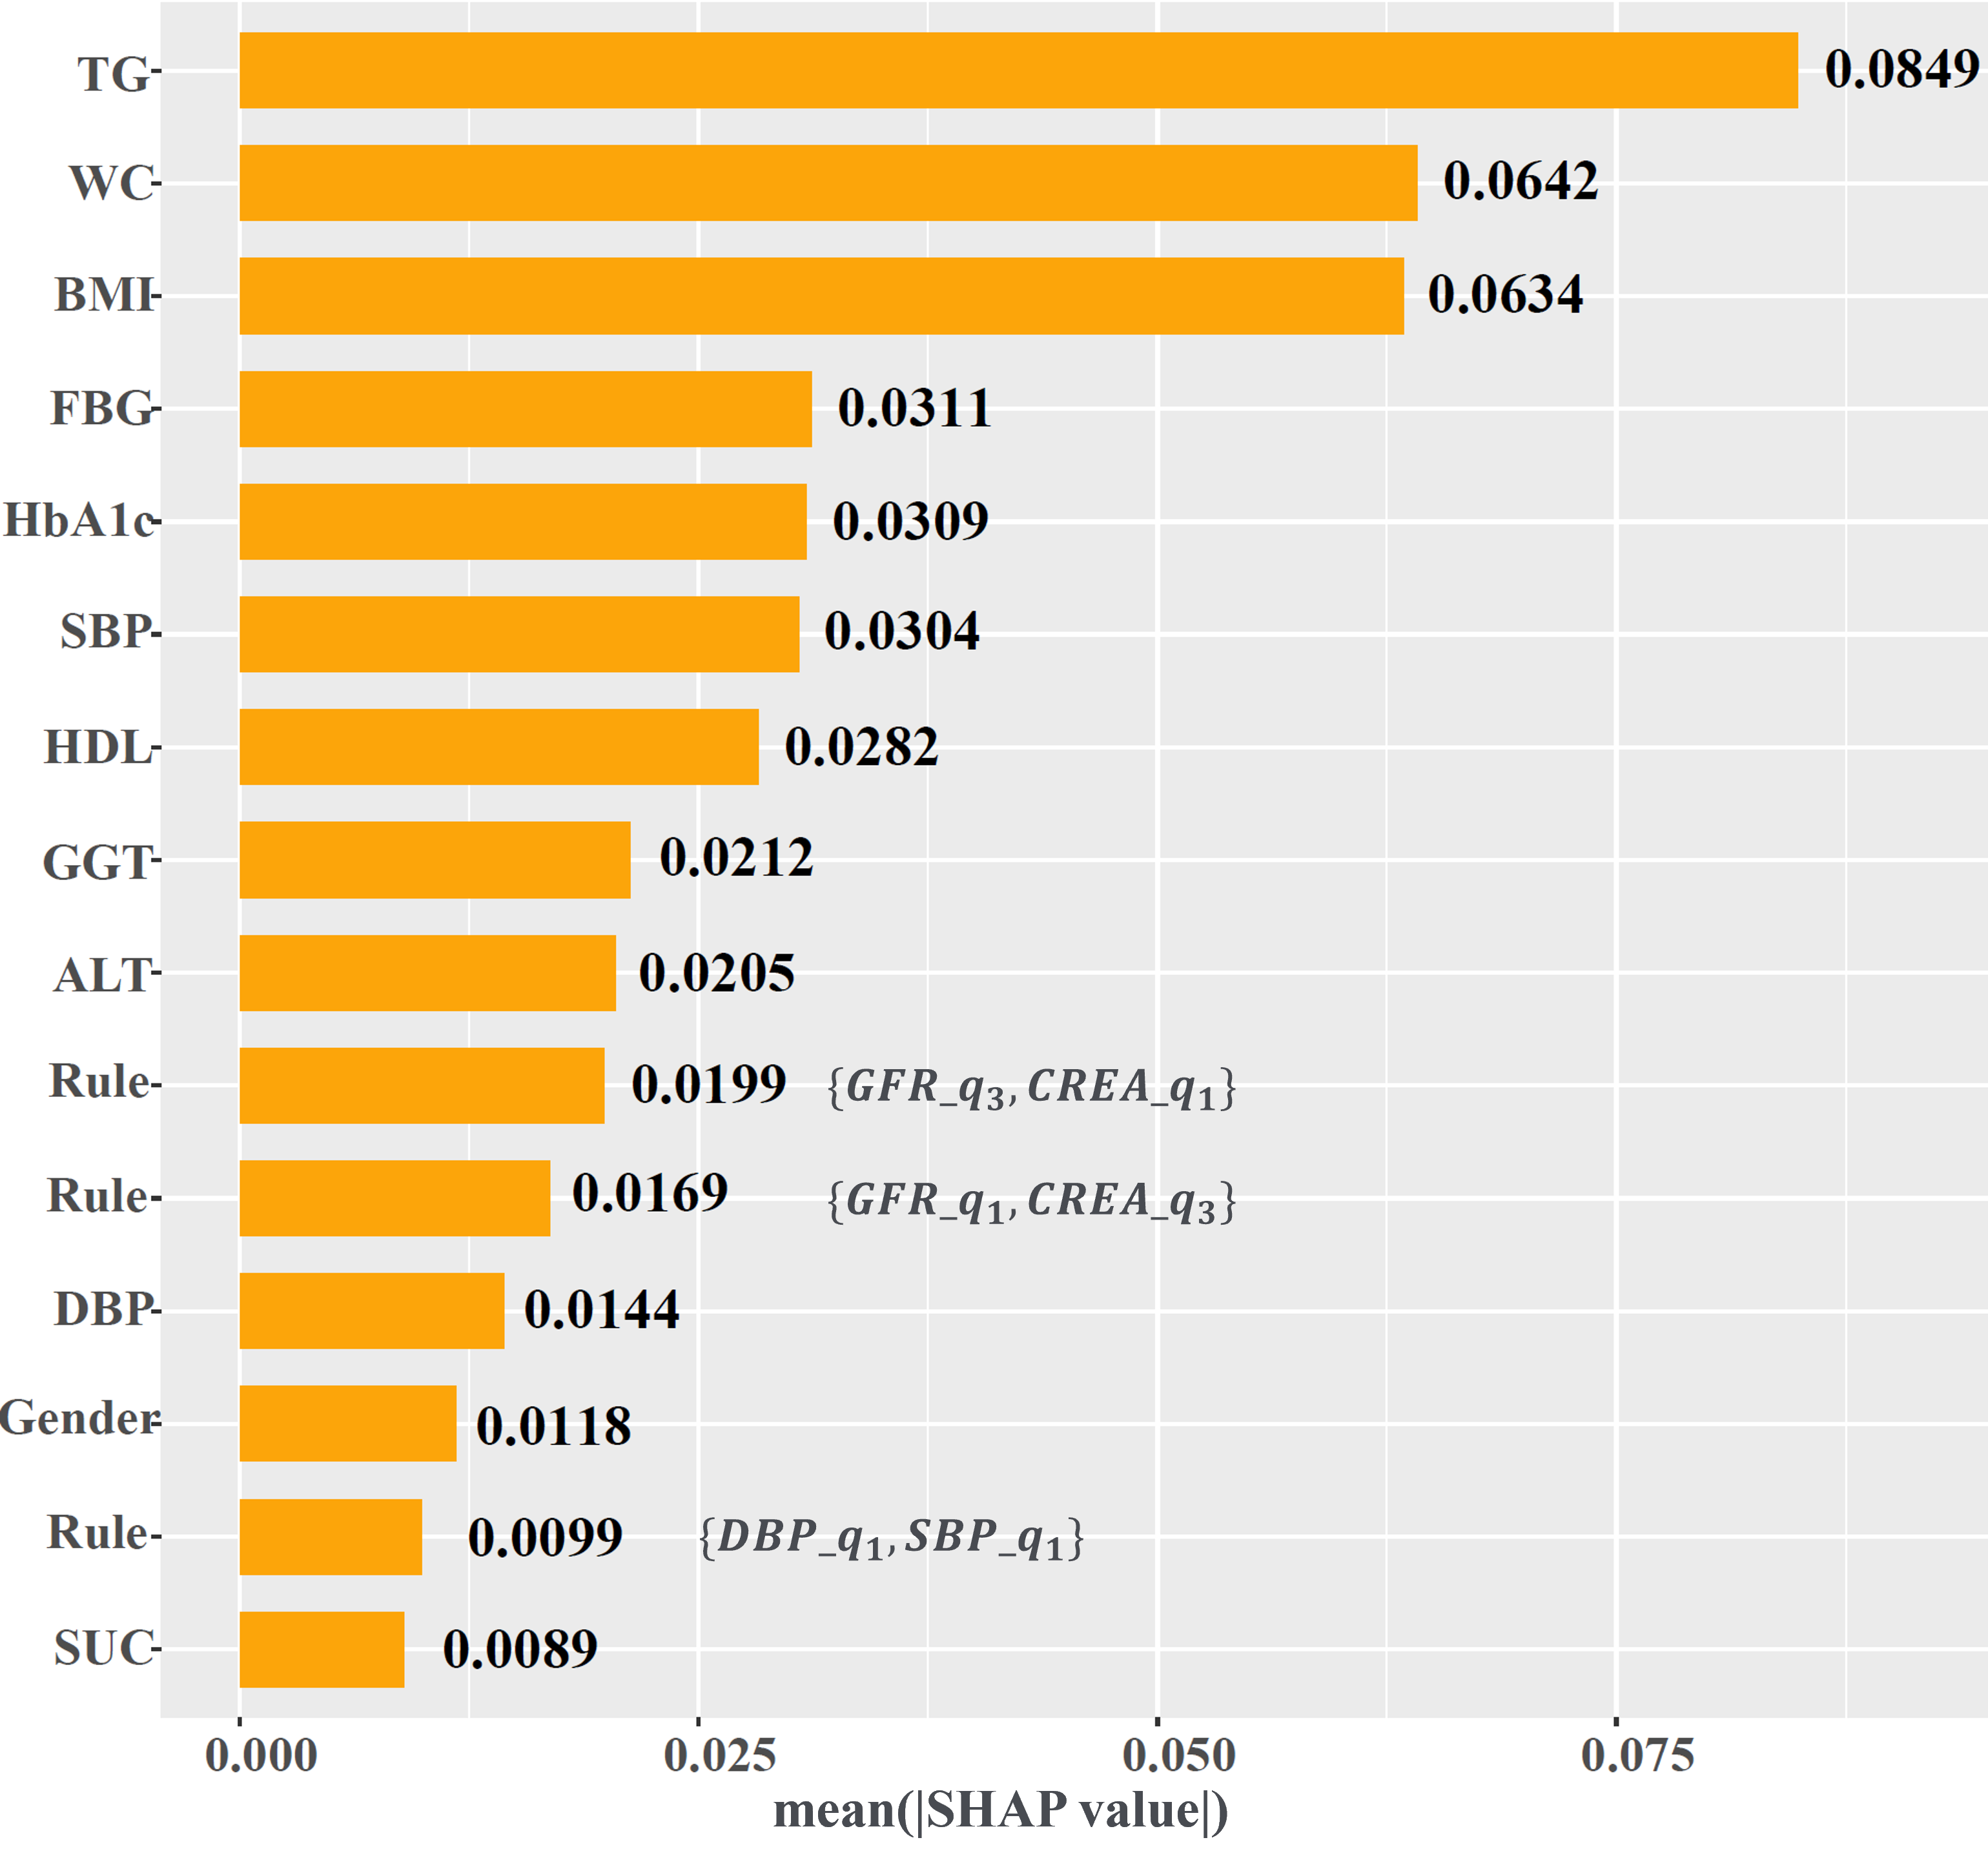 TG 0.0849
WC 0.0642
BMI 0.0634
FBG 0.0311
HbA1c 0.0309
SBP 0.0304
HDL 0.0282
GGT 0.0212
ALT 0.0205
Rule 0.0199 {GFR_q₃, CREA_q₁}
Rule 0.0169 {GFR_q₁, CREA_q₃}
DBP 0.0144
Gender 0.0118
Rule 0.0099 {DBP_q₁, SBP_q₁}
SUC 0.0089
0.000 0.025 0.050 0.075
mean(|SHAP value|)